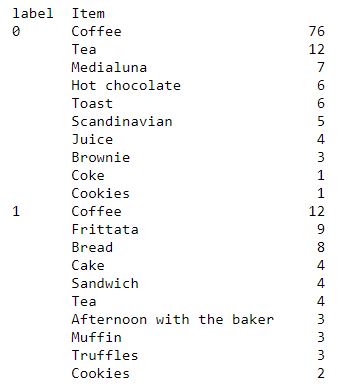 label  Item
0      Coffee                       76
       Tea                          12
       Medialuna                     7
       Hot chocolate                 6
       Toast                         6
       Scandinavian                  5
       Juice                         4
       Brownie                       3
       Coke                          1
       Cookies                       1
1      Coffee                       12
       Frittata                      9
       Bread                         8
       Cake                          4
       Sandwich                      4
       Tea                           4
       Afternoon with the baker      3
       Muffin                        3
       Truffles                      3
       Cookies                       2